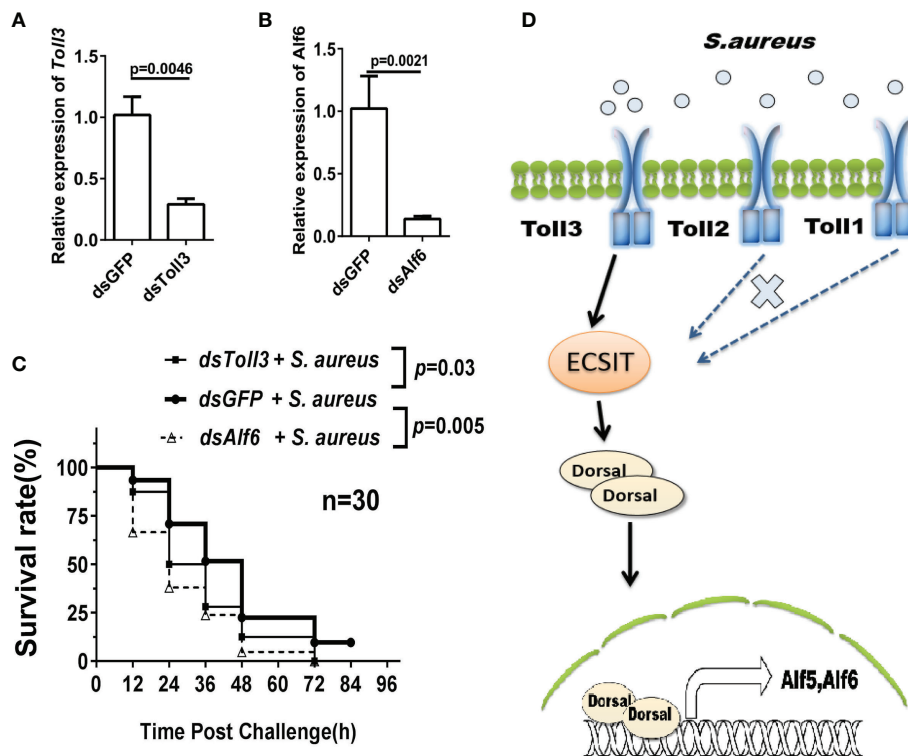 A
Relative expression of Toll3
1.5
1.0
0.5
0.0
p=0.0046
dsGFP
dsToll3
B
Relative expression of Alf6
1.5
1.0
0.5
0.0
p=0.0021
dsGFP
dsAlf6
C
dsToll3 + S. aureus
p=0.03
dsGFP + S. aureus
dsAlf6 + S. aureus
p=0.005
n=30
Survival rate(%)
100
75
50
25
0
0 12 24 36 48 60 72 84 96
Time Post Challenge(h)
D
S.aureus
Toll3 Toll2 Toll1
ECSIT
Dorsal
Dorsal
Alf5,Alf6
Dorsal
Dorsal